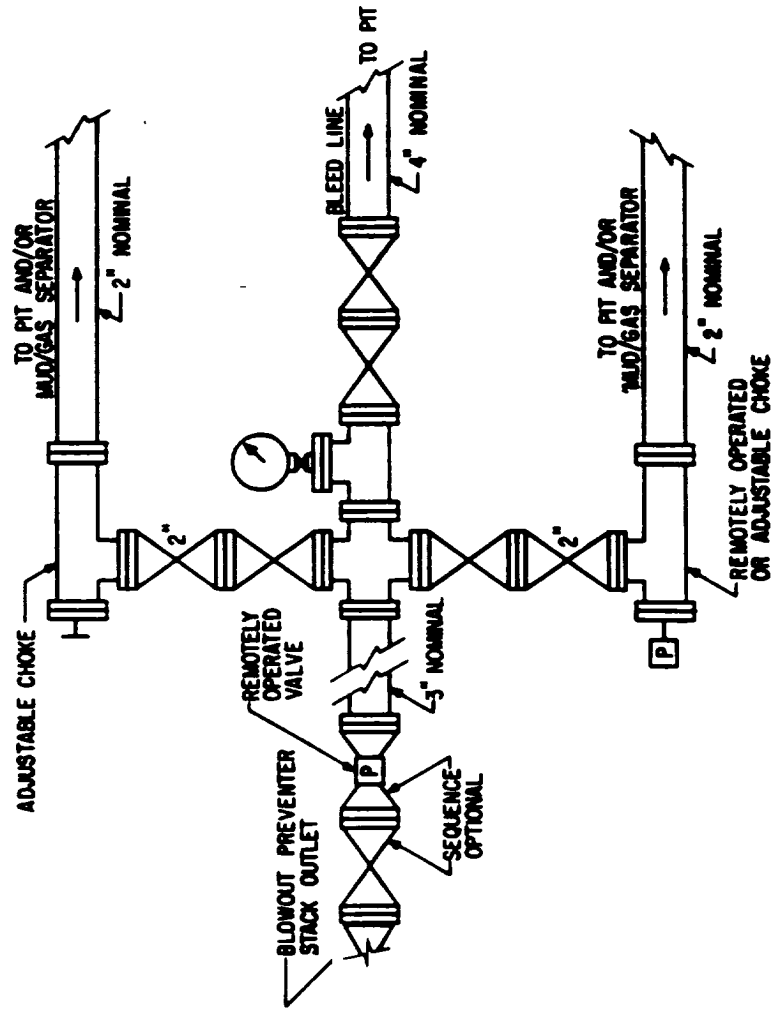 ADJUSTABLE CHOKE
TO PIT AND/OR
MUD/GAS SEPARATOR
2" NOMINAL
2"
BLOWOUT PREVENTER
STACK OUTLET
REMOTELY
OPERATED
VALVE
P
SEQUENCE-
OPTIONAL
3" NOMINAL
BLEED LINE
TO PIT
4" NOMINAL
2"
TO PIT AND/OR
MUD/GAS SEPARATOR
2" NOMINAL
P
REMOTELY OPERATED
OR ADJUSTABLE CHOKE